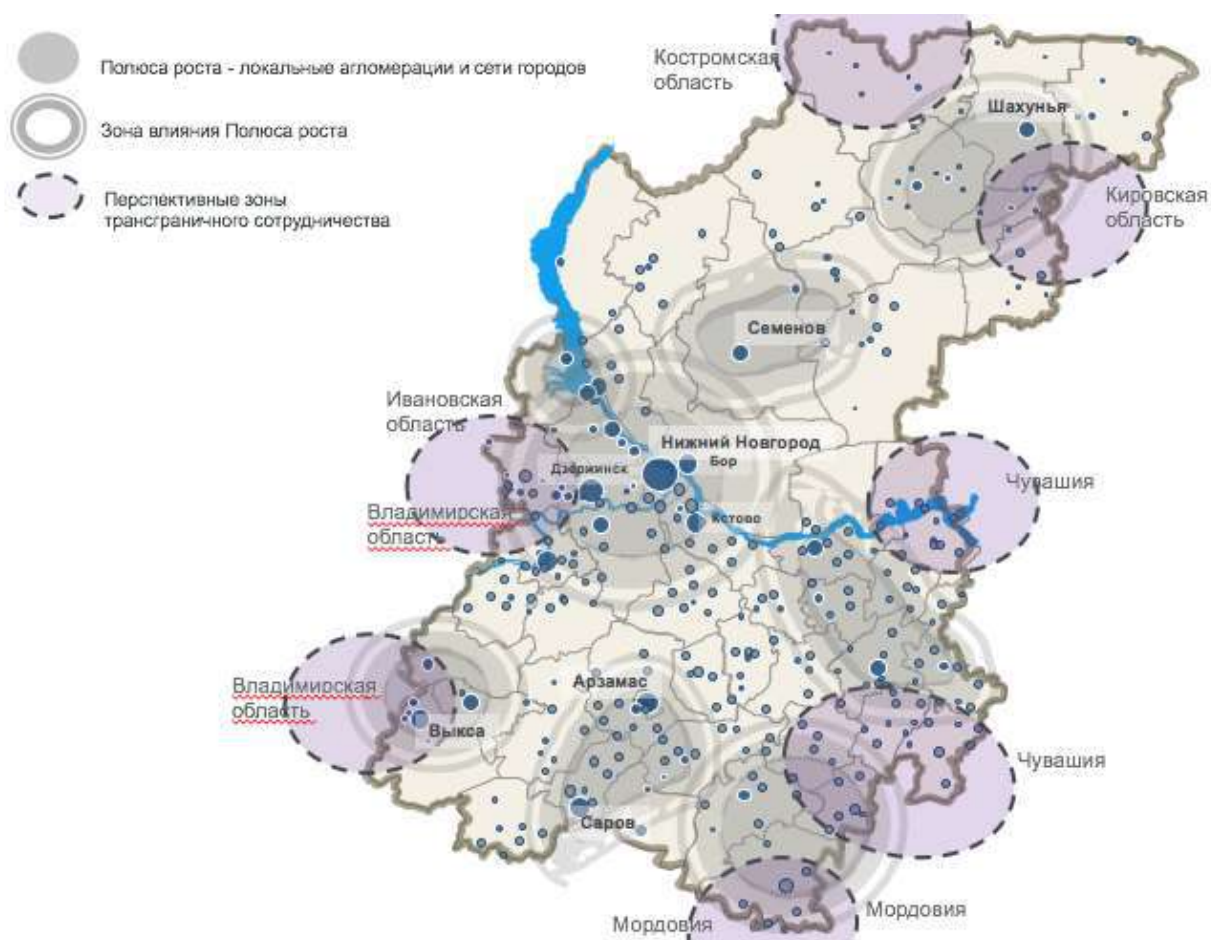 Полюса роста - локальные агломерации и сети городов
Зона влияния Полюса роста
Перспективные зоны
трансграничного сотрудничества
Костромская
область
Шахунья
Кировская
область
Семенов
Ивановская
область
Нижний Новгород
Бор
Дзержинск
Чувашия
Владимирская
область
Кстово
Владимирская
область
Арзамас
Выкса
Чувашия
Саров
Мордовия
Мордовия